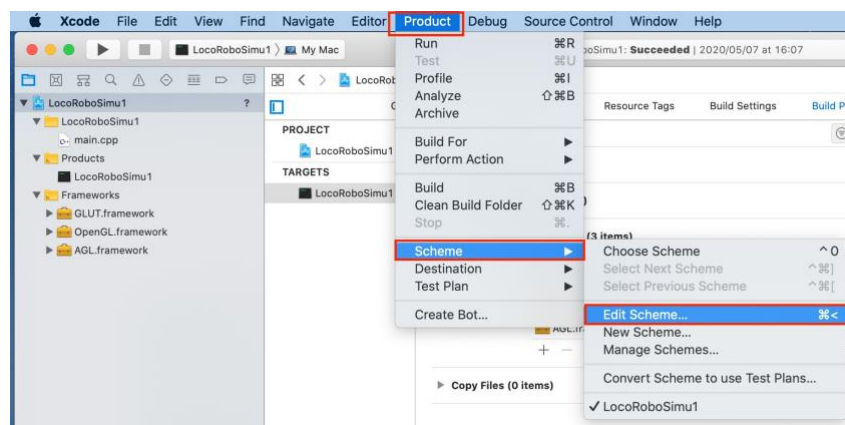 Xcode File Edit View Find Navigate Editor Product Debug Source Control Window Help
LocoRoboSimu1 〉 My Mac
Simu1: Succeeded | 2020/05/07 at 16:07
LocoRoboSimu1 ?
LocoRoboSimu1
main.cpp
Products
LocoRoboSimu1
Frameworks
GLUT.framework
OpenGL.framework
AGL.framework
PROJECT
LocoRoboSimu1
TARGETS
LocoRoboSimu1
Resource Tags Build Settings Build P
(3 items)
Copy Files (0 items)
Run ⌘R
Test ⌘U
Profile ⌘I
Analyze ⇧⌘B
Archive
Build For ▶
Perform Action ▶
Build ⌘B
Clean Build Folder ⇧⌘K
Stop ⌘.
Scheme ▶
Destination ▶
Test Plan ▶
Create Bot...
Choose Scheme ^0
Select Next Scheme ^⌘]
Select Previous Scheme ^⌘[
Edit Scheme... ⌘<
New Scheme...
Manage Schemes...
Convert Scheme to use Test Plans...
✓ LocoRoboSimu1